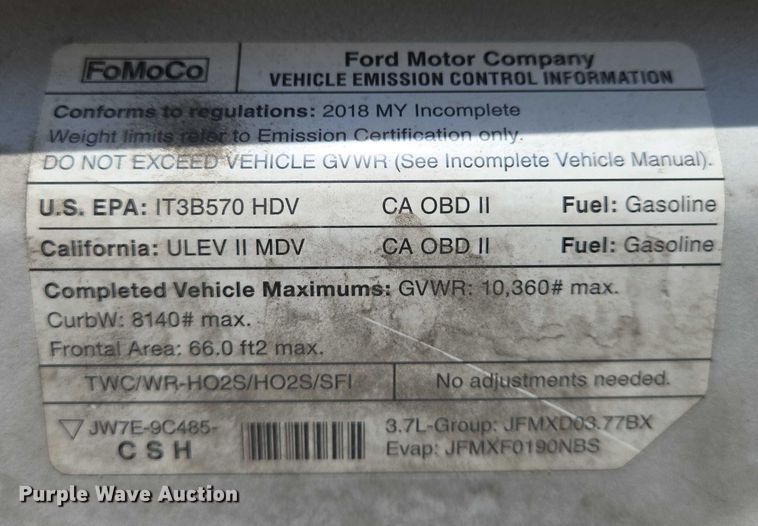 FoMoCo
Ford Motor Company
VEHICLE EMISSION CONTROL INFORMATION
Conforms to regulations: 2018 MY Incomplete
Weight limits refer to Emission Certification only.
DO NOT EXCEED VEHICLE GVWR (See Incomplete Vehicle Manual).
U.S. EPA: IT3B570 HDV CA OBD II Fuel: Gasoline
California: ULEV II MDV CA OBD II Fuel: Gasoline
Completed Vehicle Maximums: GVWR: 10,360# max.
CurbW: 8140# max.
Frontal Area: 66.0 ft2 max.
TWC/WR-HO2S/HO2S/SFI No adjustments needed.
JW7E-9C485-
C S H
3.7L-Group: JFMXD03.77BX
Evap: JFMXF0190NBS
Purple Wave Auction